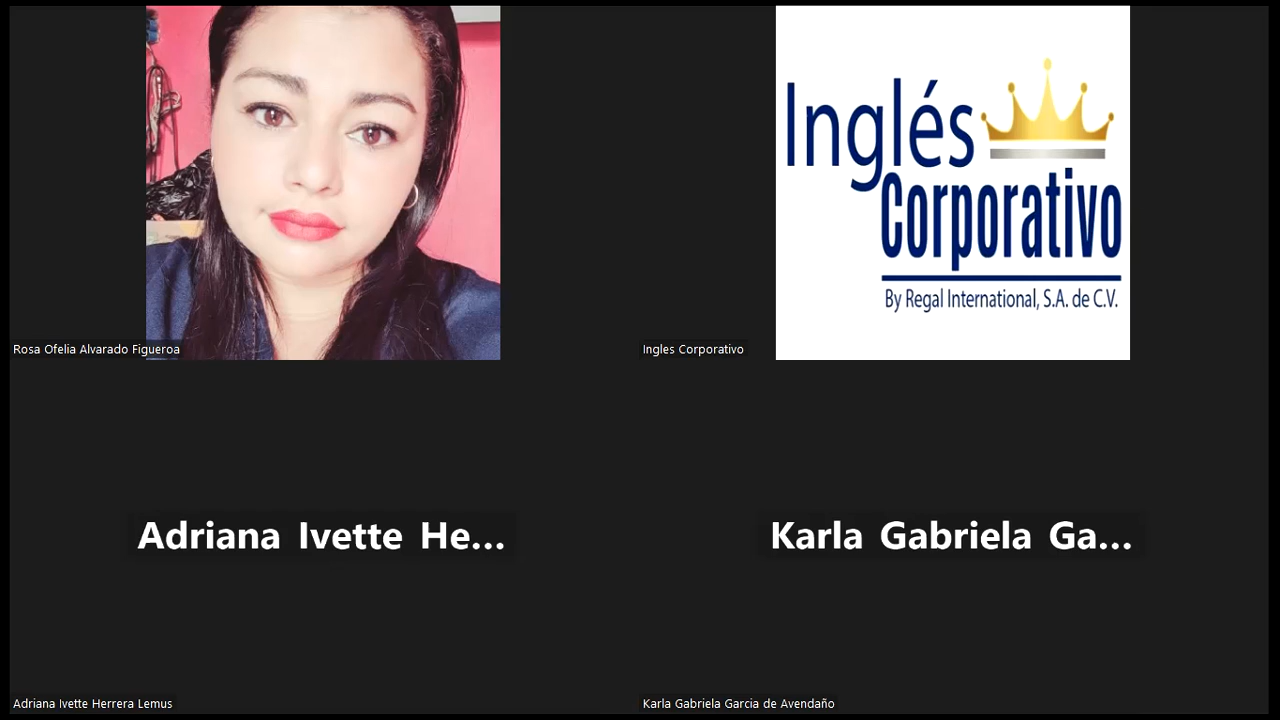 Inglés
Corporativo
By Regal International, S.A. de C.V.
Rosa Ofelia Alvarado Figueroa
Ingles Corporativo
Adriana Ivette He...
Karla Gabriela Ga...
Adriana Ivette Herrera Lemus
Karla Gabriela Garcia de Avendaño